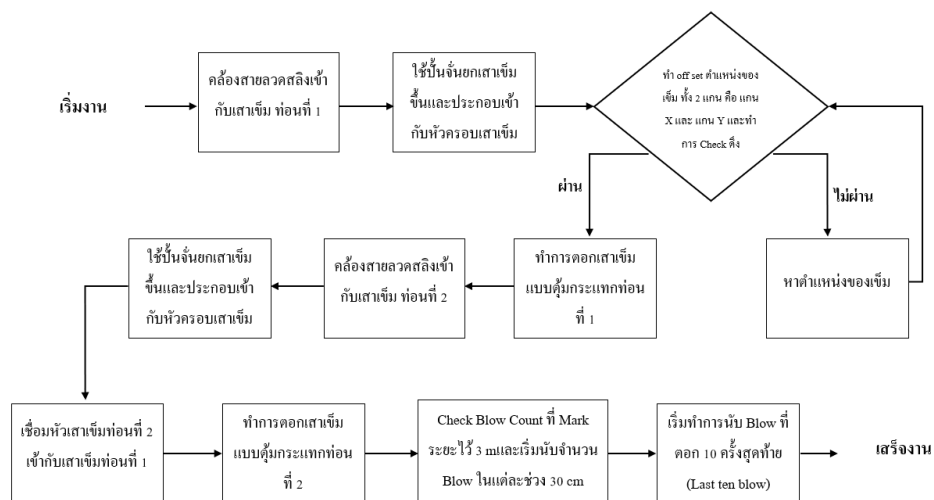 เริ่มงาน
คล้องสายลวดสลิงเข้า
กับเสาเข็ม ท่อนที่ 1
ใช้ปั้นจั่นยกเสาเข็ม
ขึ้นและประกอบเข้า
กับหัวครอบเสาเข็ม
ทำ off set ตำแหน่งของ
เข็ม ทั้ง 2 แกน คือ แกน
X และ แกน Y และทำ
การ Check ดิ่ง
ผ่าน
ไม่ผ่าน
หาตำแหน่งของเข็ม
ทำการตอกเสาเข็ม
แบบตุ้มกระแทกท่อน
ที่ 1
คล้องสายลวดสลิงเข้า
กับเสาเข็ม ท่อนที่ 2
ใช้ปั้นจั่นยกเสาเข็ม
ขึ้นและประกอบเข้า
กับหัวครอบเสาเข็ม
เชื่อมหัวเสาเข็มท่อนที่ 2
เข้ากับเสาเข็มท่อนที่ 1
ทำการตอกเสาเข็ม
แบบตุ้มกระแทกท่อน
ที่ 2
Check Blow Count ที่ Mark
ระยะไว้ 3 mและเริ่มนับจำนวน
Blow ในแต่ละช่วง 30 cm
เริ่มทำการนับ Blow ที่
ตอก 10 ครั้งสุดท้าย
(Last ten blow)
เสร็จงาน